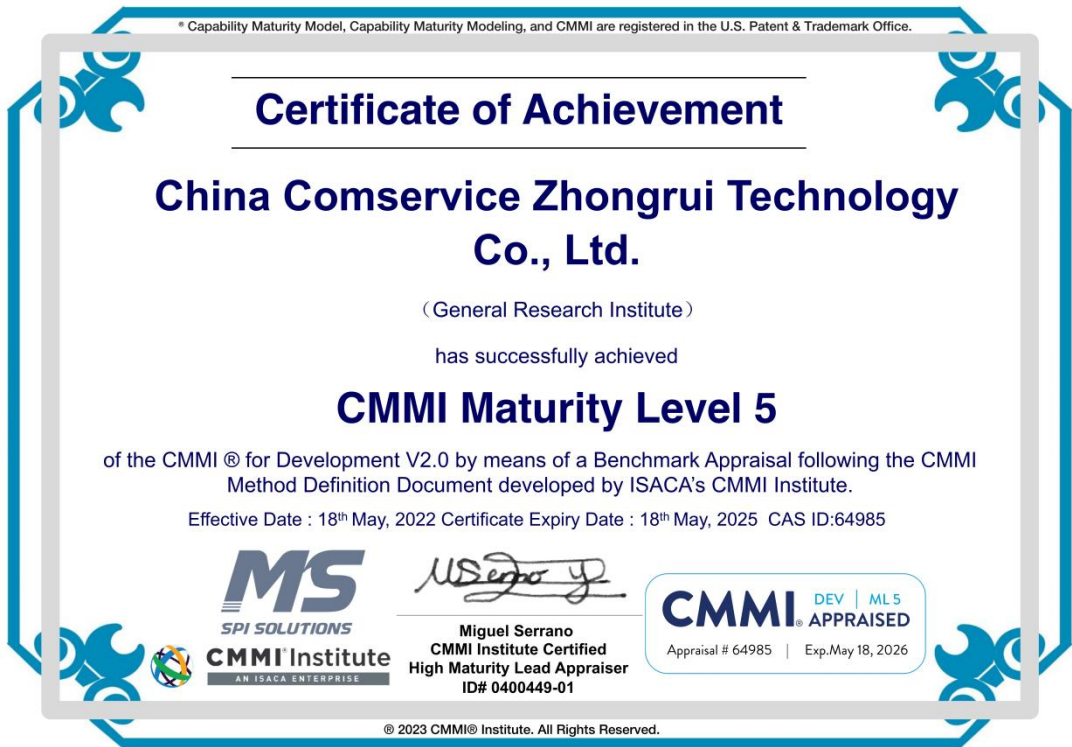 ® Capability Maturity Model, Capability Maturity Modeling, and CMMI are registered in the U.S. Patent & Trademark Office.
Certificate of Achievement
China Comservice Zhongrui Technology
Co., Ltd.
（General Research Institute）
has successfully achieved
CMMI Maturity Level 5
of the CMMI ® for Development V2.0 by means of a Benchmark Appraisal following the CMMI
Method Definition Document developed by ISACA's CMMI Institute.
Effective Date : 18th May, 2022 Certificate Expiry Date : 18th May, 2025 CAS ID:64985
MS
SPI SOLUTIONS
CMMI® Institute
AN ISACA ENTERPRISE
Miguel Serrano
CMMI Institute Certified
High Maturity Lead Appraiser
ID# 0400449-01
CMMI® DEV | ML 5
APPRAISED
Appraisal # 64985 | Exp.May 18, 2026
® 2023 CMMI® Institute. All Rights Reserved.